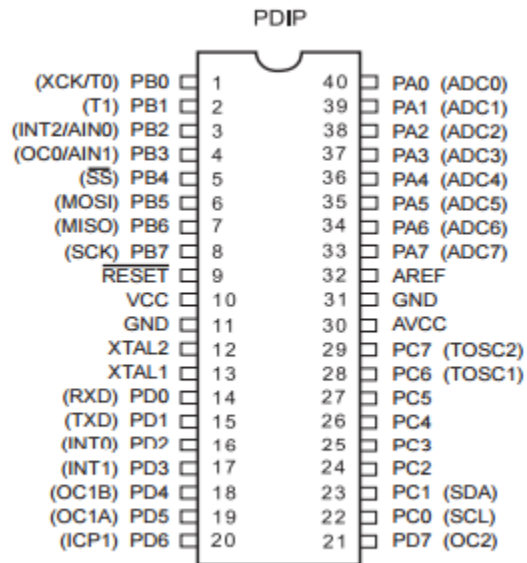 PDIP
(XCK/T0) PB0 1 40 PA0 (ADC0)
(T1) PB1 2 39 PA1 (ADC1)
(INT2/AIN0) PB2 3 38 PA2 (ADC2)
(OC0/AIN1) PB3 4 37 PA3 (ADC3)
(S̅S̅) PB4 5 36 PA4 (ADC4)
(MOSI) PB5 6 35 PA5 (ADC5)
(MISO) PB6 7 34 PA6 (ADC6)
(SCK) PB7 8 33 PA7 (ADC7)
R̅E̅S̅E̅T̅ 9 32 AREF
VCC 10 31 GND
GND 11 30 AVCC
XTAL2 12 29 PC7 (TOSC2)
XTAL1 13 28 PC6 (TOSC1)
(RXD) PD0 14 27 PC5
(TXD) PD1 15 26 PC4
(INT0) PD2 16 25 PC3
(INT1) PD3 17 24 PC2
(OC1B) PD4 18 23 PC1 (SDA)
(OC1A) PD5 19 22 PC0 (SCL)
(ICP1) PD6 20 21 PD7 (OC2)